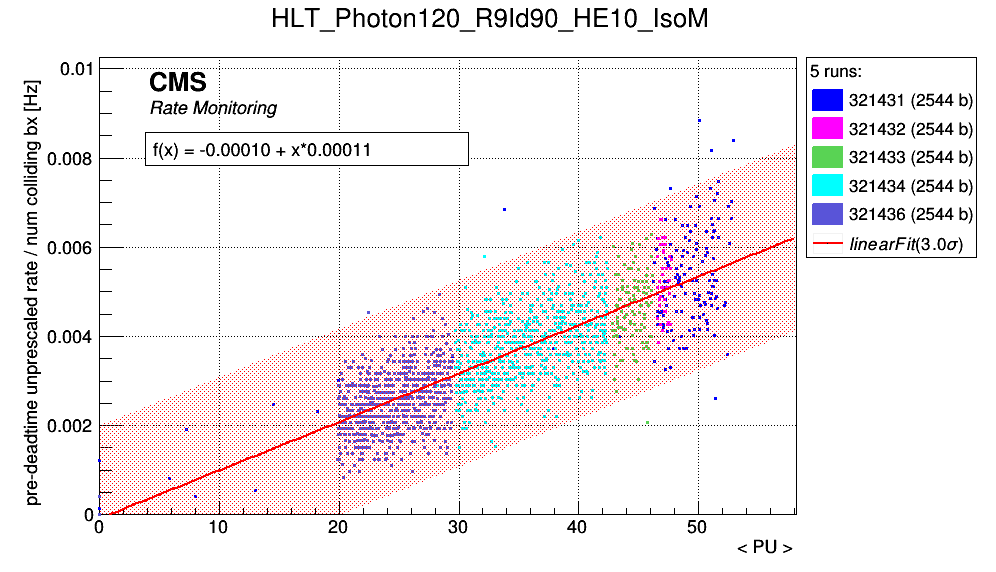 HLT_Photon120_R9Id90_HE10_IsoM
pre-deadtime unprescaled rate / num colliding bx [Hz]
0.01
0.008
0.006
0.004
0.002
0
CMS
Rate Monitoring
f(x) = -0.00010 + x*0.00011
0 10 20 30 40 50
< PU >
5 runs:
321431 (2544 b)
321432 (2544 b)
321433 (2544 b)
321434 (2544 b)
321436 (2544 b)
linearFit(3.0σ)